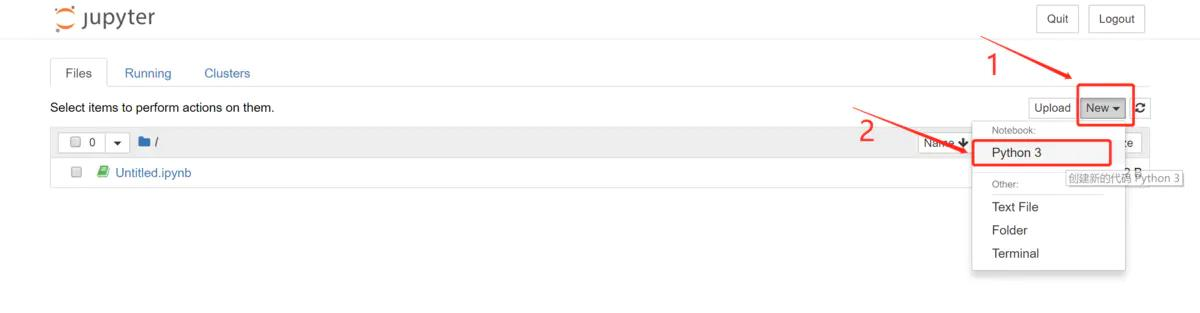 jupyter
Quit Logout
Files Running Clusters
1
Select items to perform actions on them.
Upload New
2
0 / Name
Notebook:
Python 3
创建新的代码 Python 3
Untitled.ipynb
Other:
Text File
Folder
Terminal